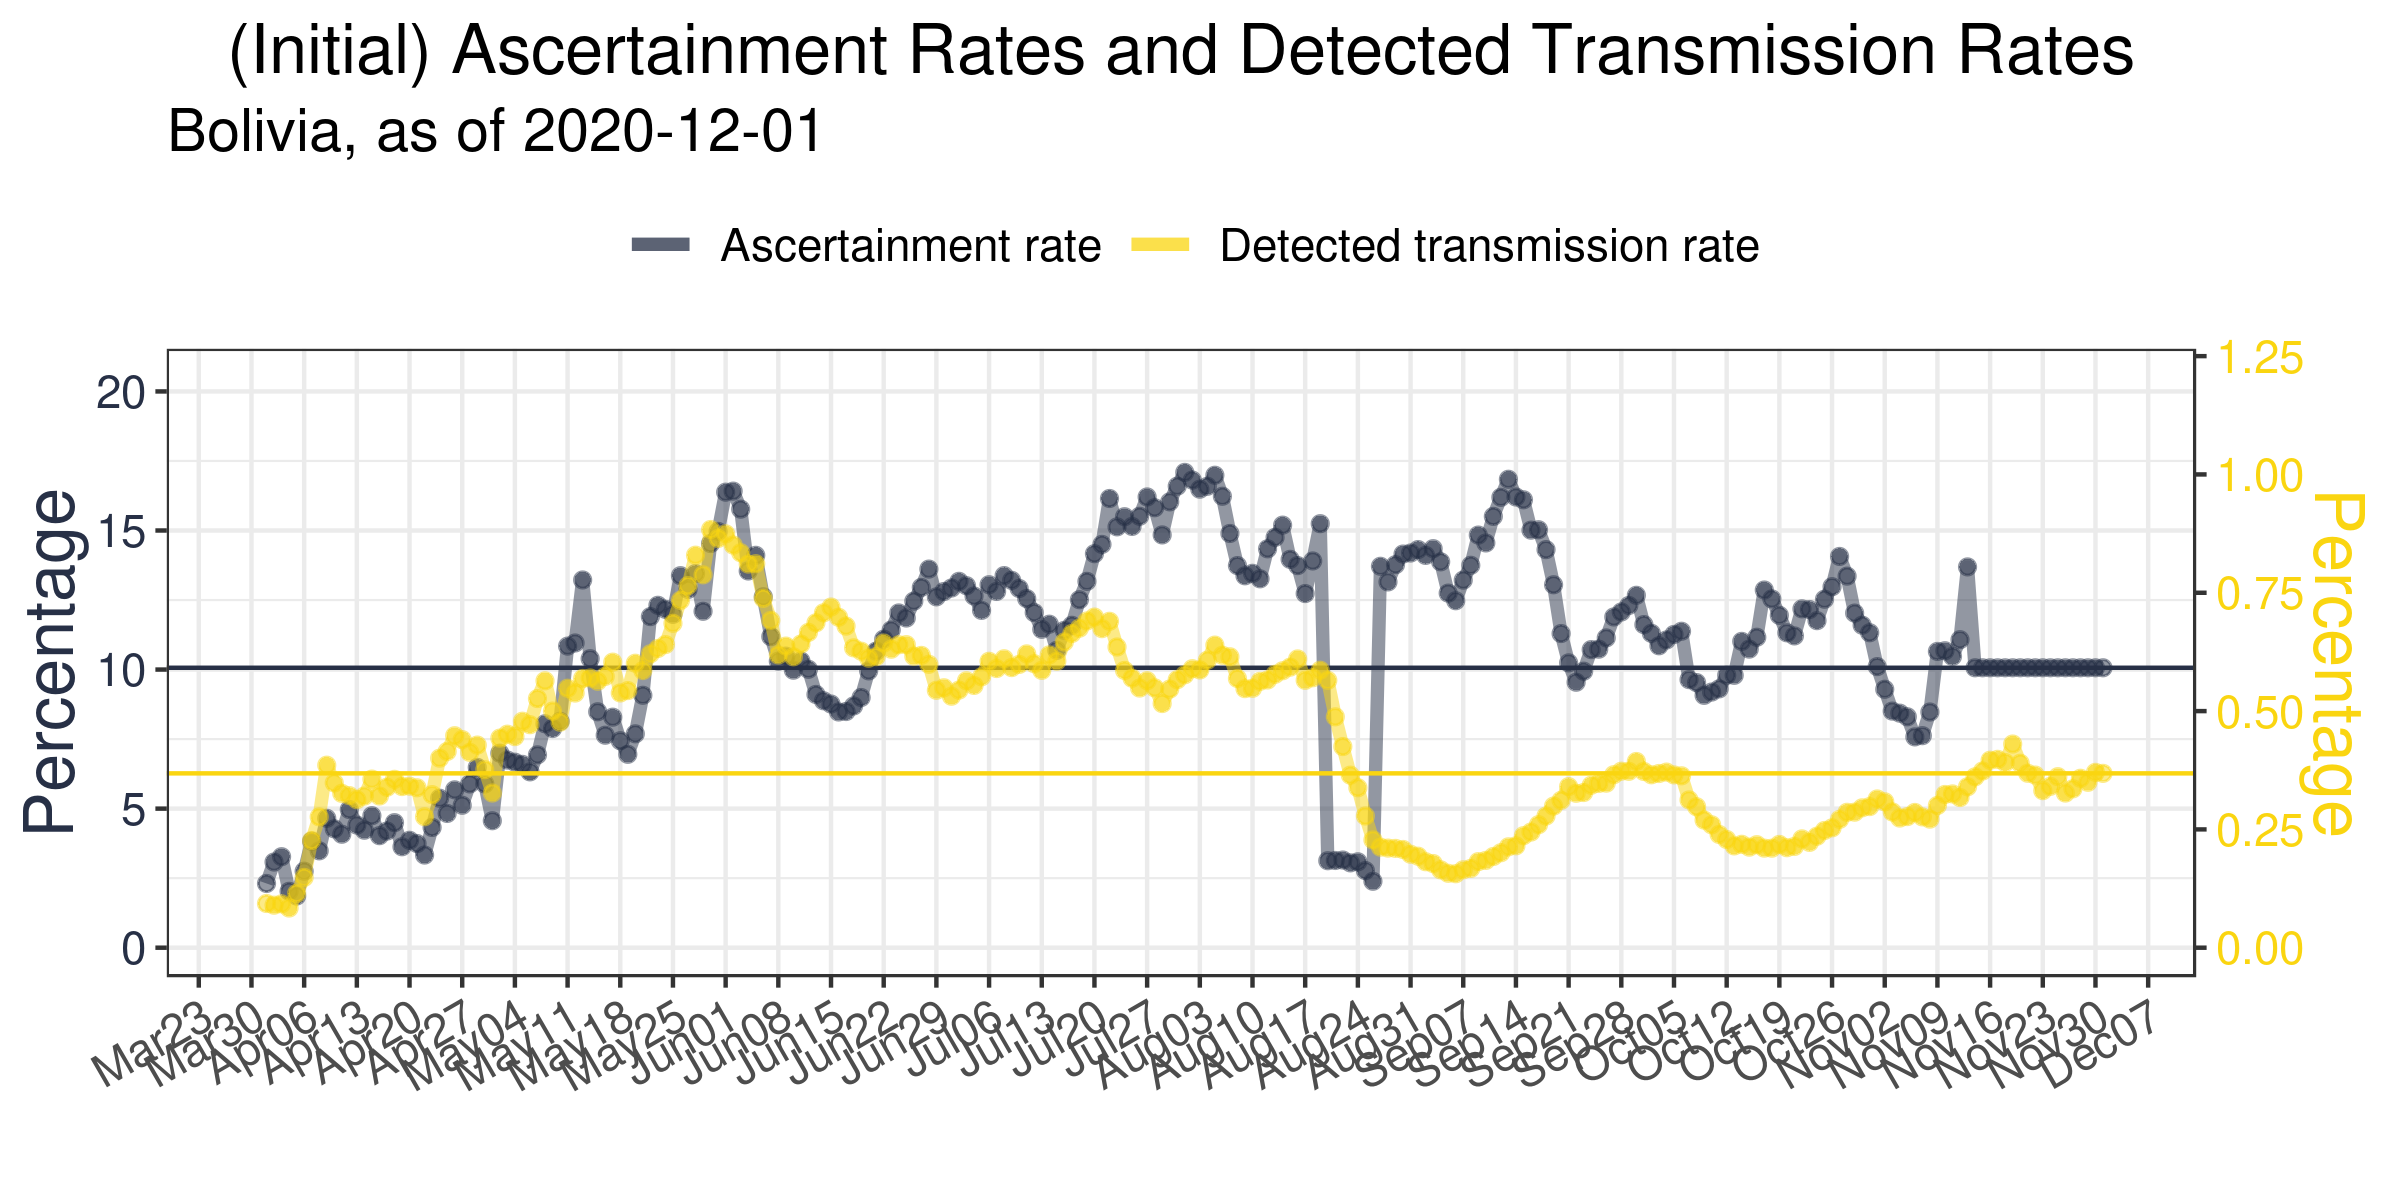 (Initial) Ascertainment Rates and Detected Transmission Rates
Bolivia, as of 2020-12-01
Ascertainment rate
Detected transmission rate
Percentage
20
15
10
5
0
1.25
1.00
0.75
0.50
0.25
0.00
Percentage
Mar23
Mar30
Apr06
Apr13
Apr20
Apr27
May04
May11
May18
May25
Jun01
Jun08
Jun15
Jun22
Jun29
Jul06
Jul13
Jul20
Jul27
Aug03
Aug10
Aug17
Aug24
Aug31
Sep07
Sep14
Sep21
Sep28
Oct05
Oct12
Oct19
Oct26
Nov02
Nov09
Nov16
Nov23
Nov30
Dec07